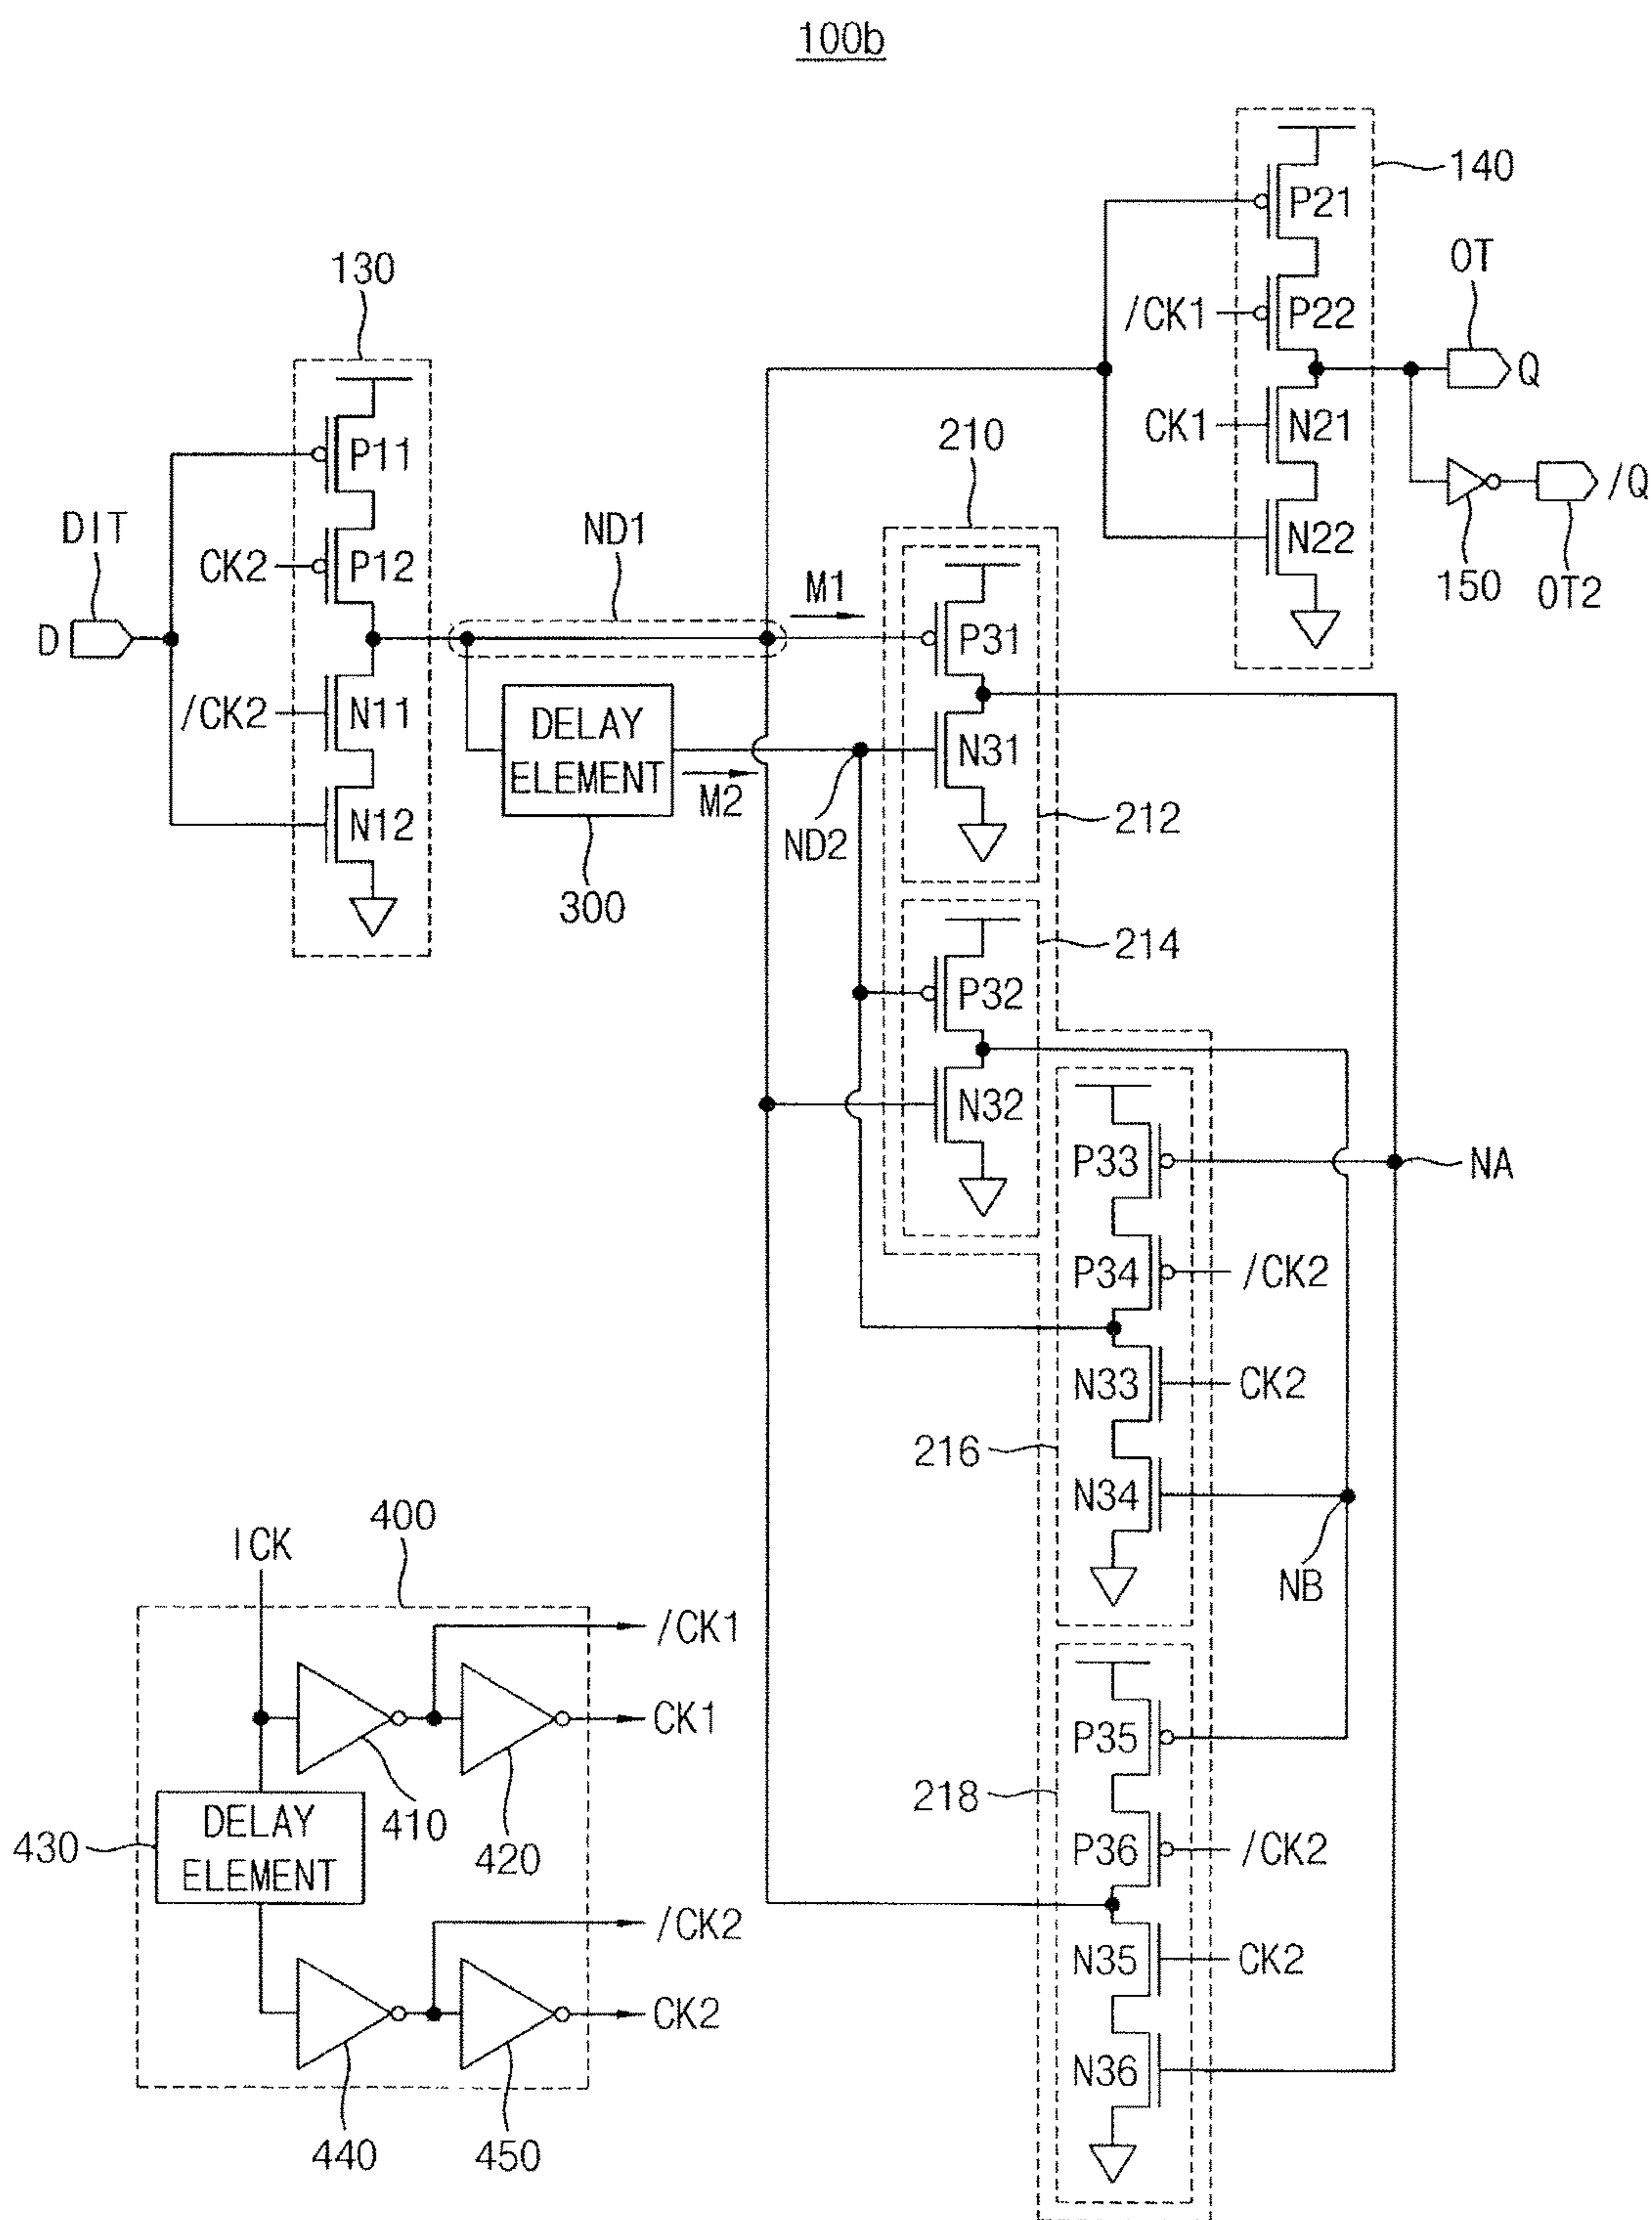 100b
140
P21
OT
130
/CK1
P22
Q
CK1
N21
210
P11
/Q
DIT
ND1
N22
CK2
P12
150
OT2
M1
D
P31
/CK2
N11
DELAY
ELEMENT
N31
M2
N12
ND2
212
300
214
P32
N32
P33
NA
P34
/CK2
N33
CK2
216
N34
400
ICK
NB
/CK1
CK1
P35
410
420
218
430
DELAY
ELEMENT
P36
/CK2
/CK2
N35
CK2
CK2
N36
440
450